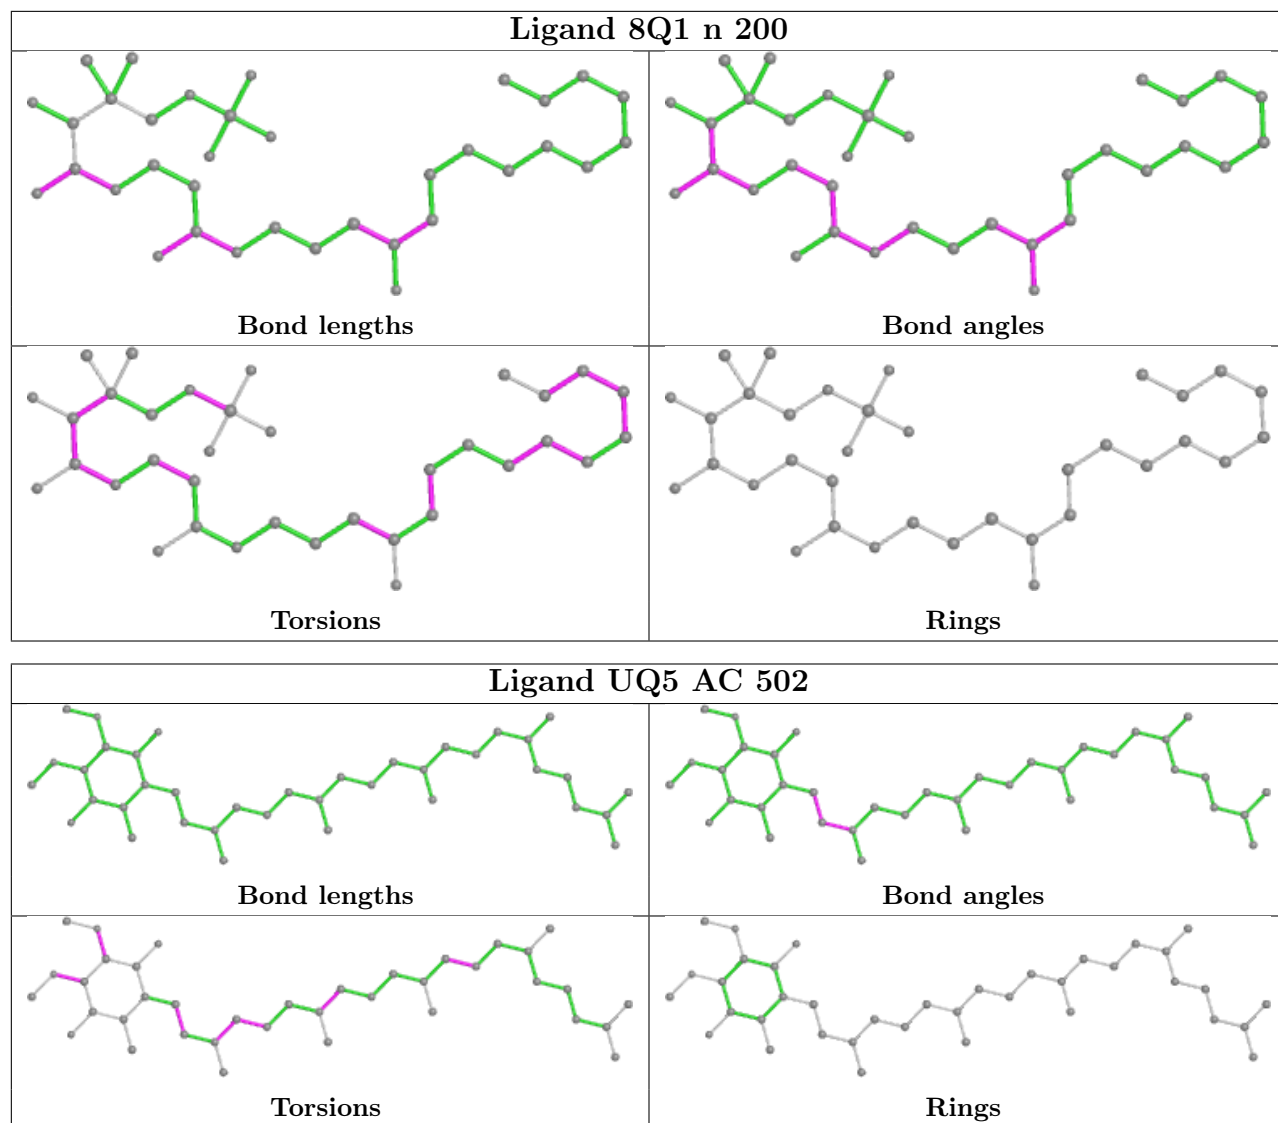 Ligand 8Q1 n 200
Bond lengths
Bond angles
Torsions
Rings
Ligand UQ5 AC 502
Bond lengths
Bond angles
Torsions
Rings